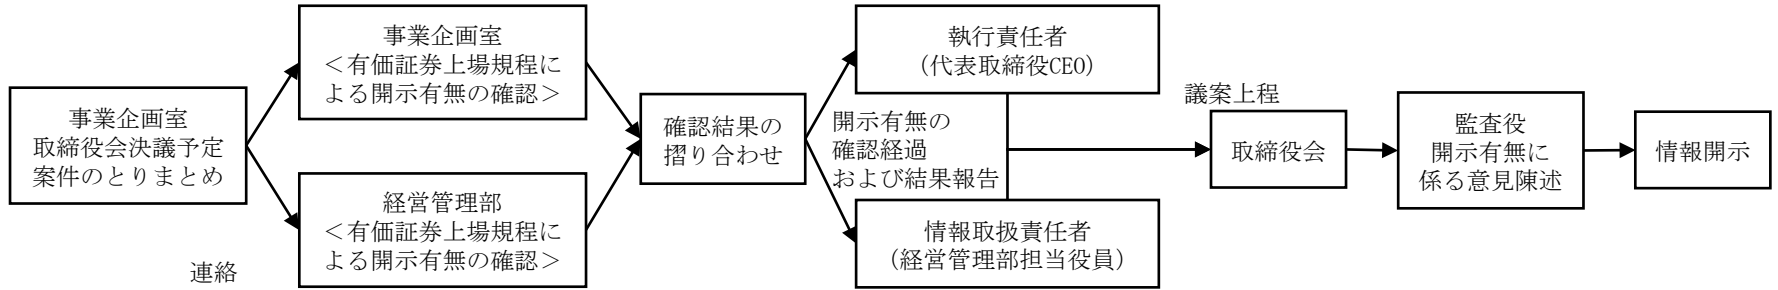 事業企画室
取締役会決議予定
案件のとりまとめ
連絡
事業企画室
＜有価証券上場規程に
よる開示有無の確認＞
経営管理部
＜有価証券上場規程に
よる開示有無の確認＞
確認結果の
摺り合わせ
執行責任者
（代表取締役CEO）
開示有無の
確認経過
および結果報告
情報取扱責任者
（経営管理部担当役員）
議案上程
取締役会
監査役
開示有無に
係る意見陳述
情報開示